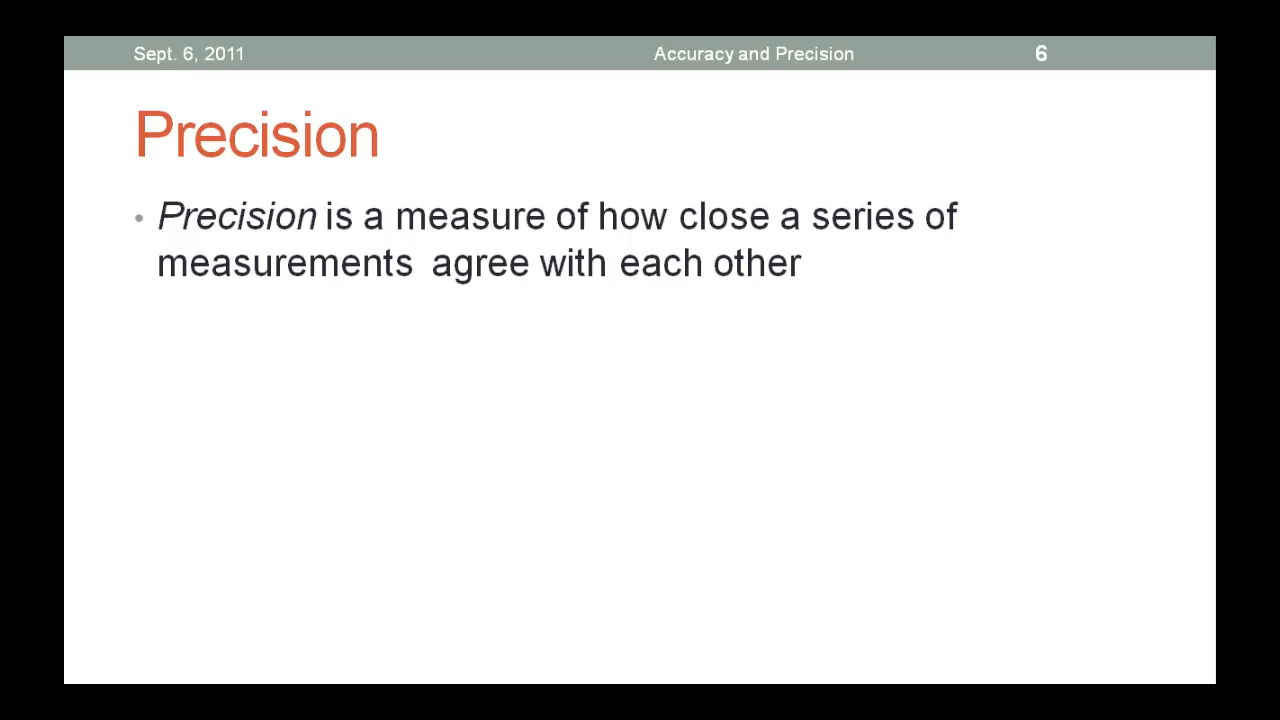 Sept. 6, 2011 Accuracy and Precision 6
Precision
• Precision is a measure of how close a series of
measurements agree with each other